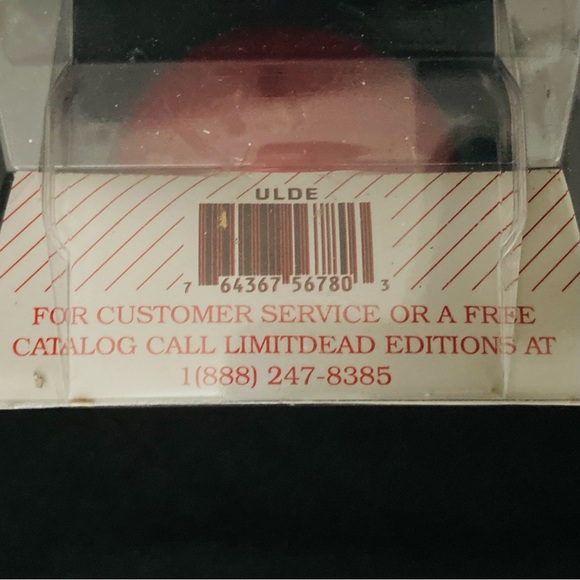 ULDE
7 64367 56780 3
FOR CUSTOMER SERVICE OR A FREE
CATALOG CALL LIMITDEAD EDITIONS AT
1(888) 247-8385